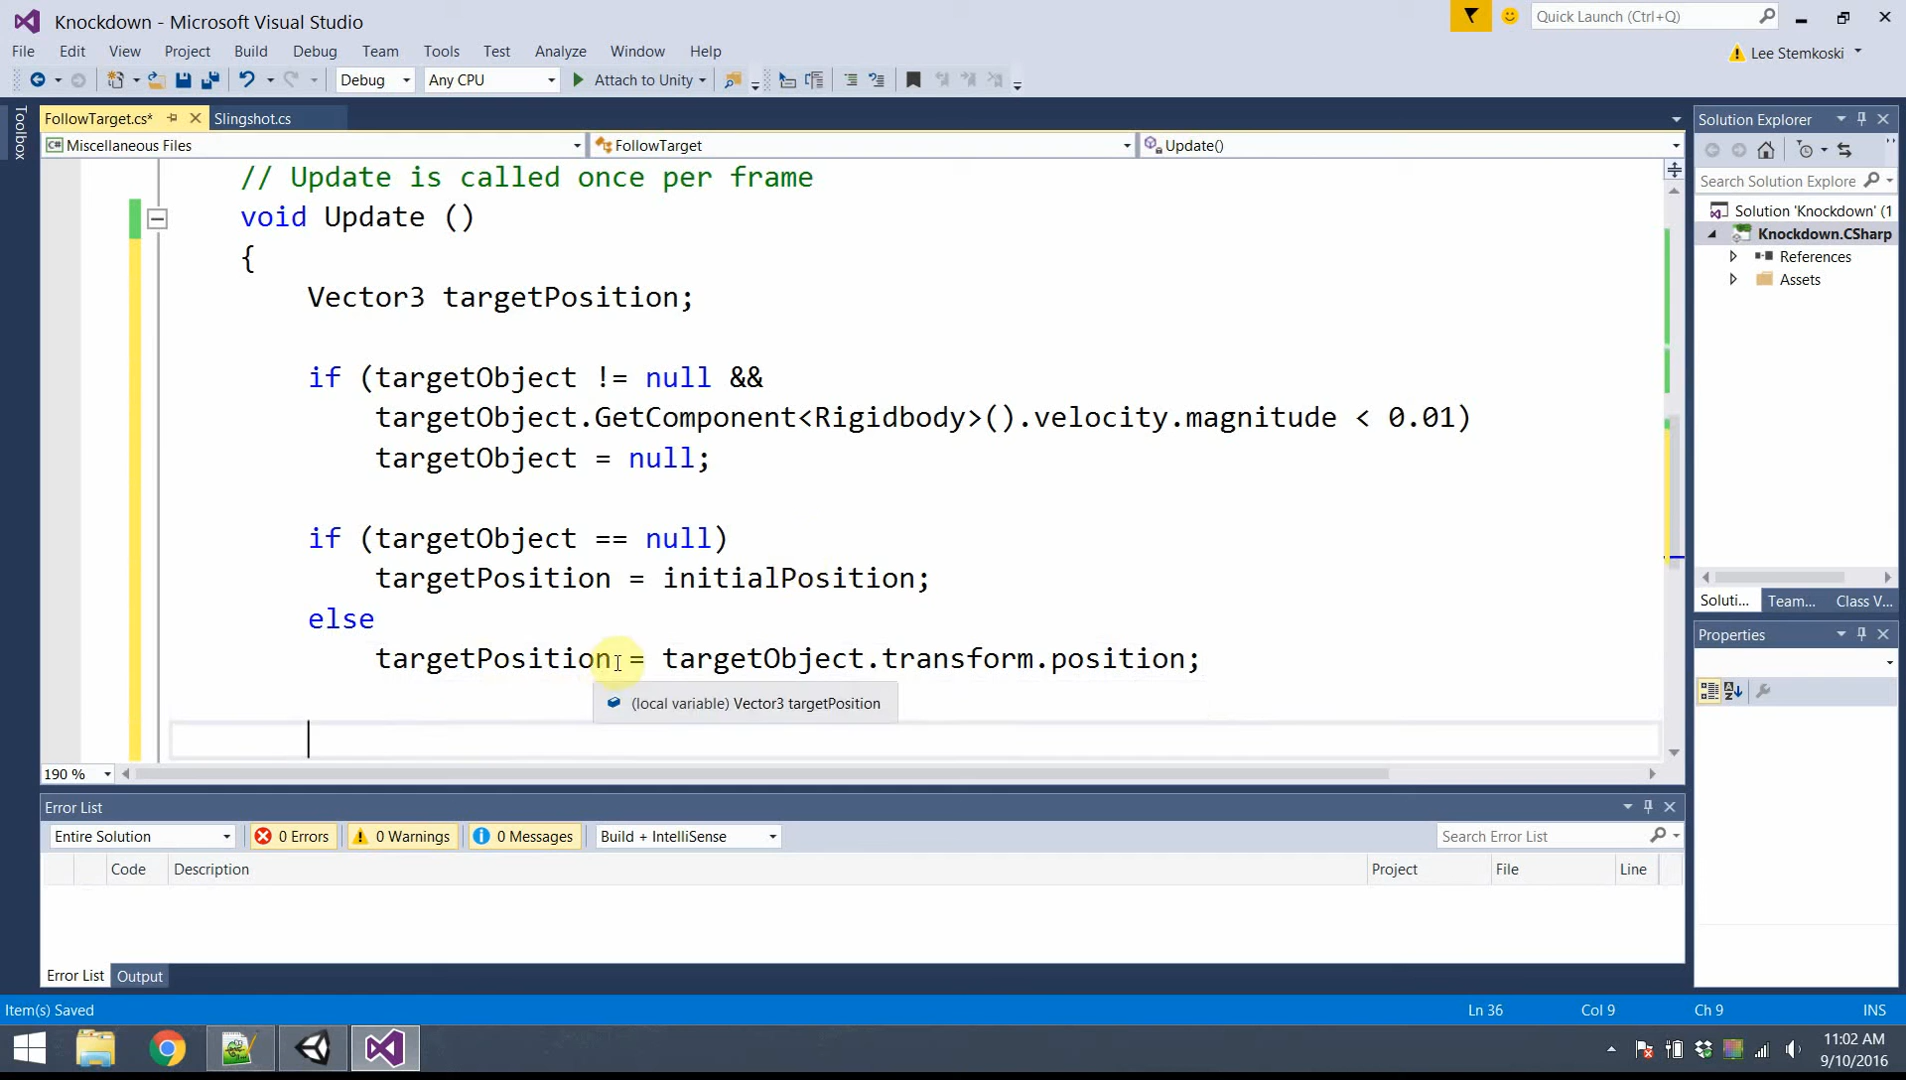 Knockdown - Microsoft Visual Studio
Quick Launch (Ctrl+Q)
File Edit View Project Build Debug Team Tools Test Analyze Window Help
Lee Stemkoski
Debug Any CPU Attach to Unity
Toolbox
FollowTarget.cs* Slingshot.cs
Miscellaneous Files FollowTarget Update()
// Update is called once per frame
void Update ()
{
Vector3 targetPosition;
if (targetObject != null &&
targetObject.GetComponent<Rigidbody>().velocity.magnitude < 0.01)
targetObject = null;
if (targetObject == null)
targetPosition = initialPosition;
else
targetPosition = targetObject.transform.position;
(local variable) Vector3 targetPosition
190 %
Solution Explorer
Search Solution Explore
Solution 'Knockdown' (1
Knockdown.CSharp
References
Assets
Soluti... Team... Class V...
Properties
Error List
Entire Solution 0 Errors 0 Warnings 0 Messages Build + IntelliSense Search Error List
Code Description Project File Line
Error List Output
Item(s) Saved Ln 36 Col 9 Ch 9 INS
11:02 AM
9/10/2016